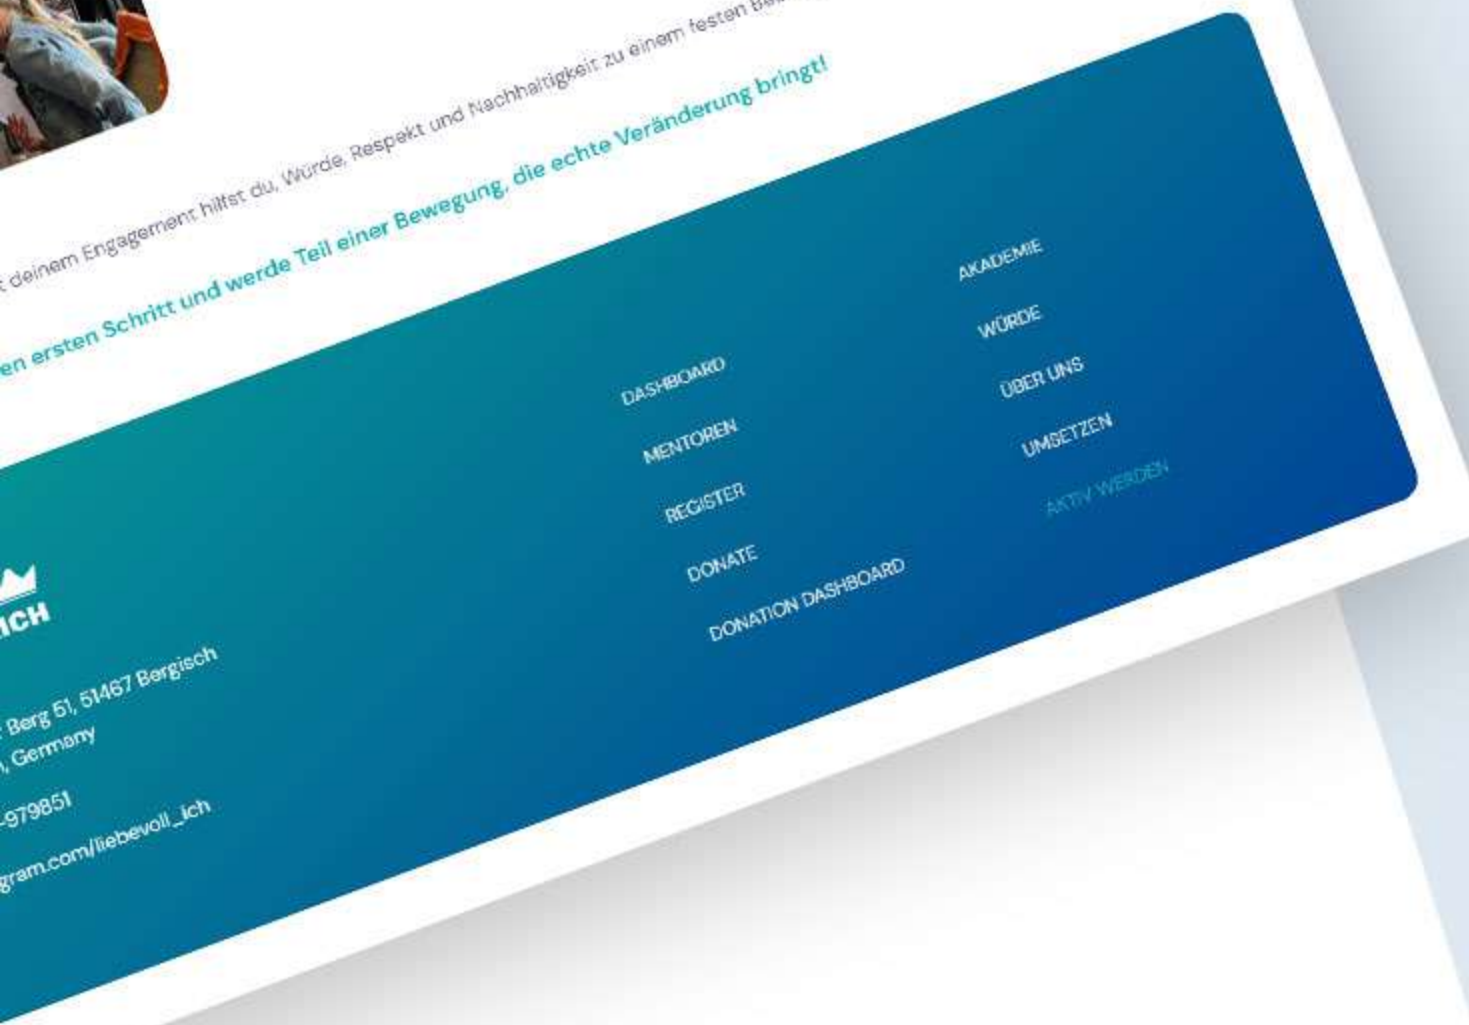 deinem Engagement hilfst du, Würde, Respekt und Nachhaltigkeit zu einem festen
ersten Schritt und werde Teil einer Bewegung, die echte Veränderung bringt!
ICH
Berg 51, 51467 Bergisch
, Germany
-979851
gram.com/liebevoll_ich
DASHBOARD
MENTOREN
REGISTER
DONATE
DONATION DASHBOARD
AKADEMIE
WÜRDE
ÜBER UNS
UMSETZEN
AKTIV WERDEN